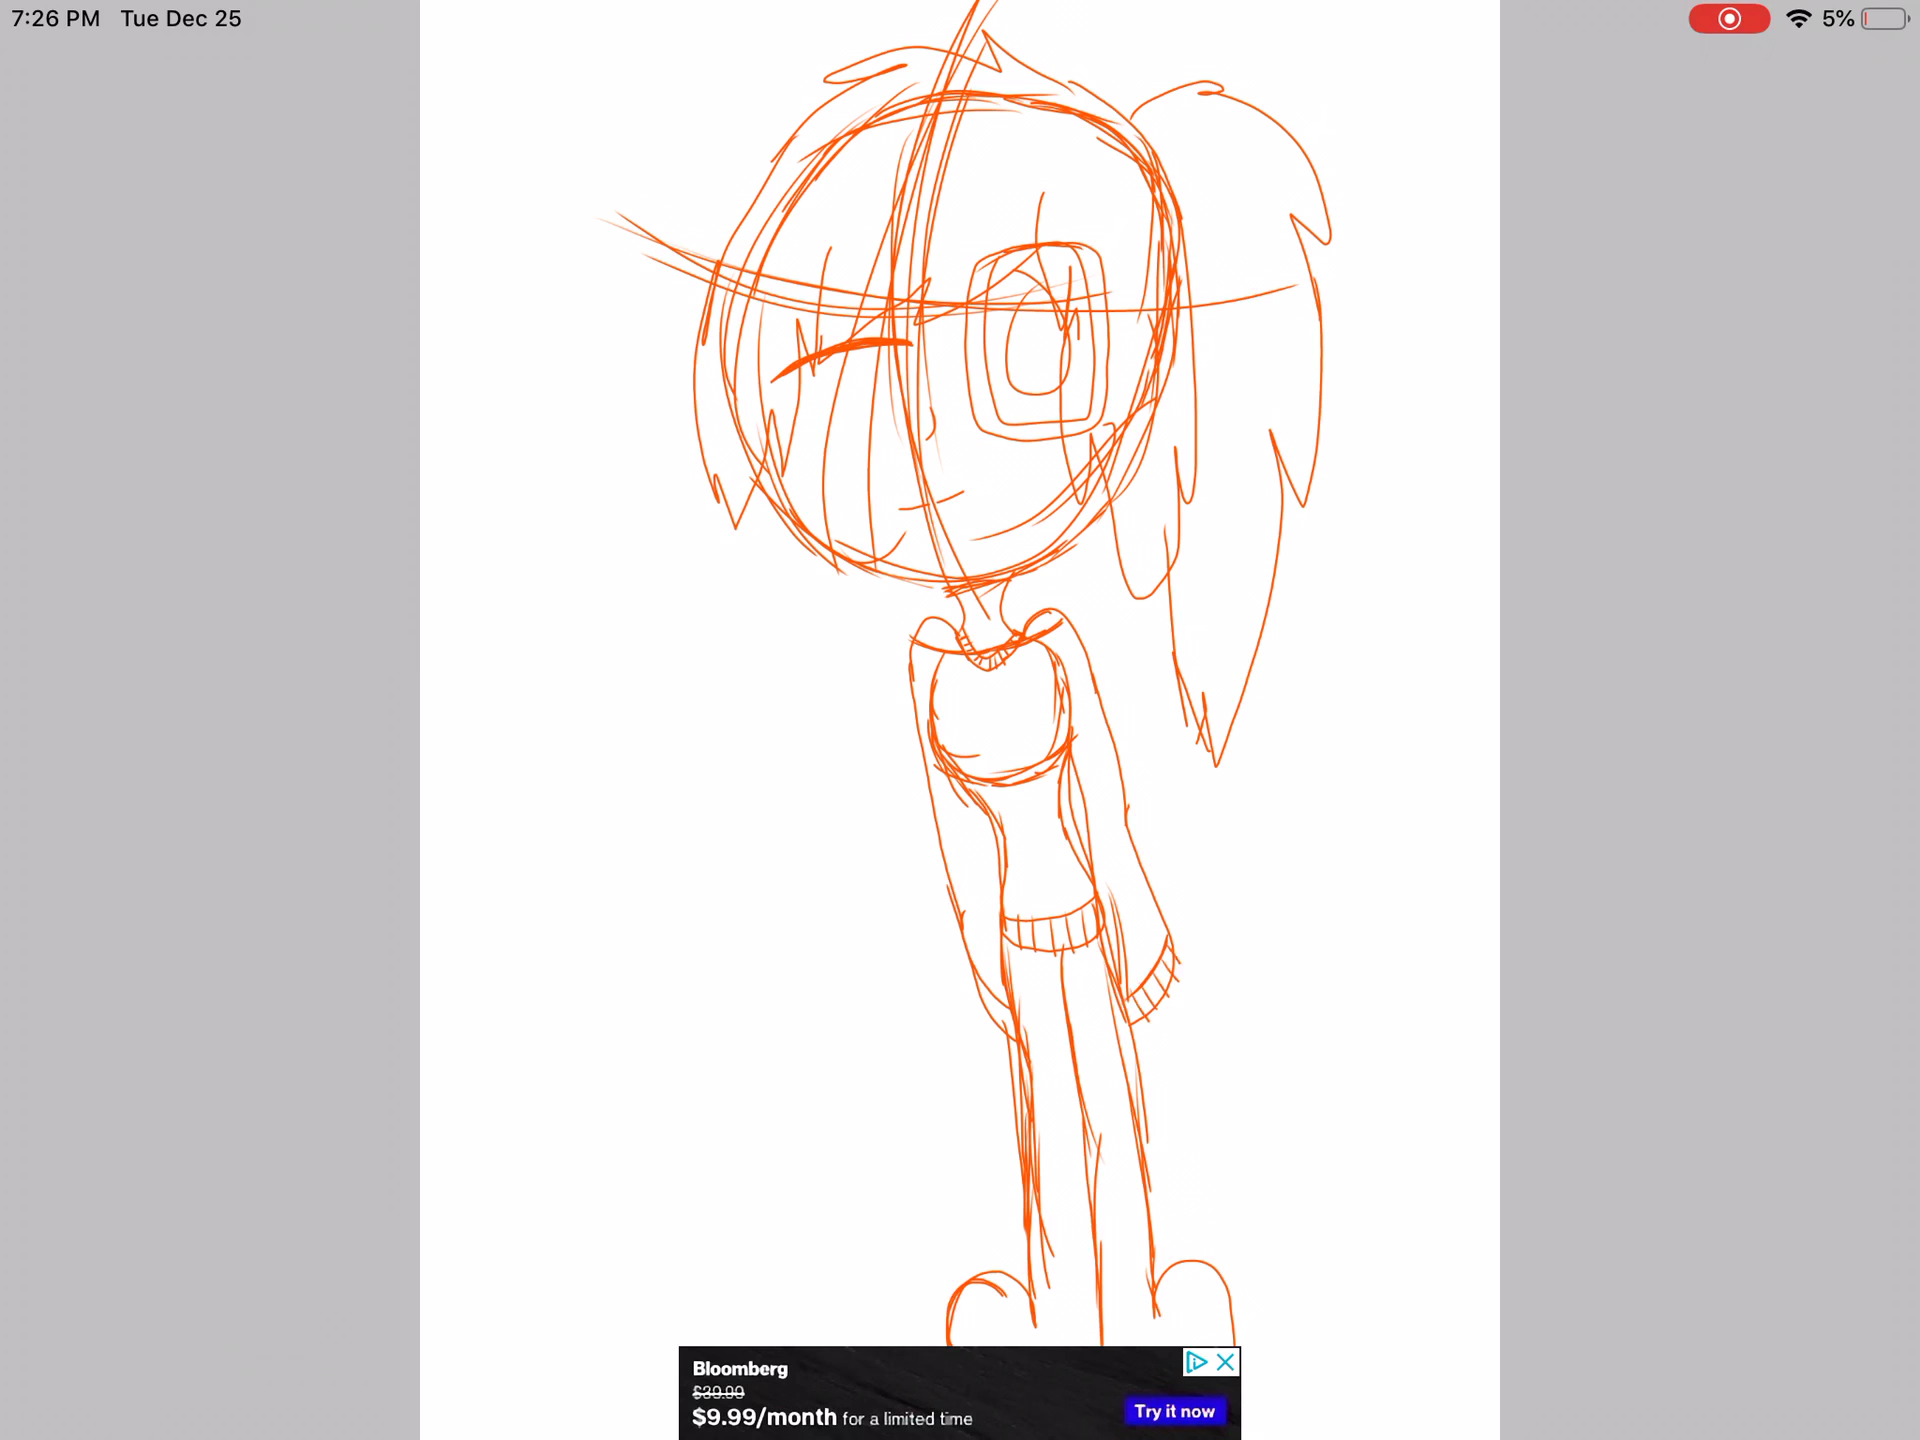 7:26 PM Tue Dec 25
5%
Bloomberg
$39.99
$9.99/month for a limited time
Try it now